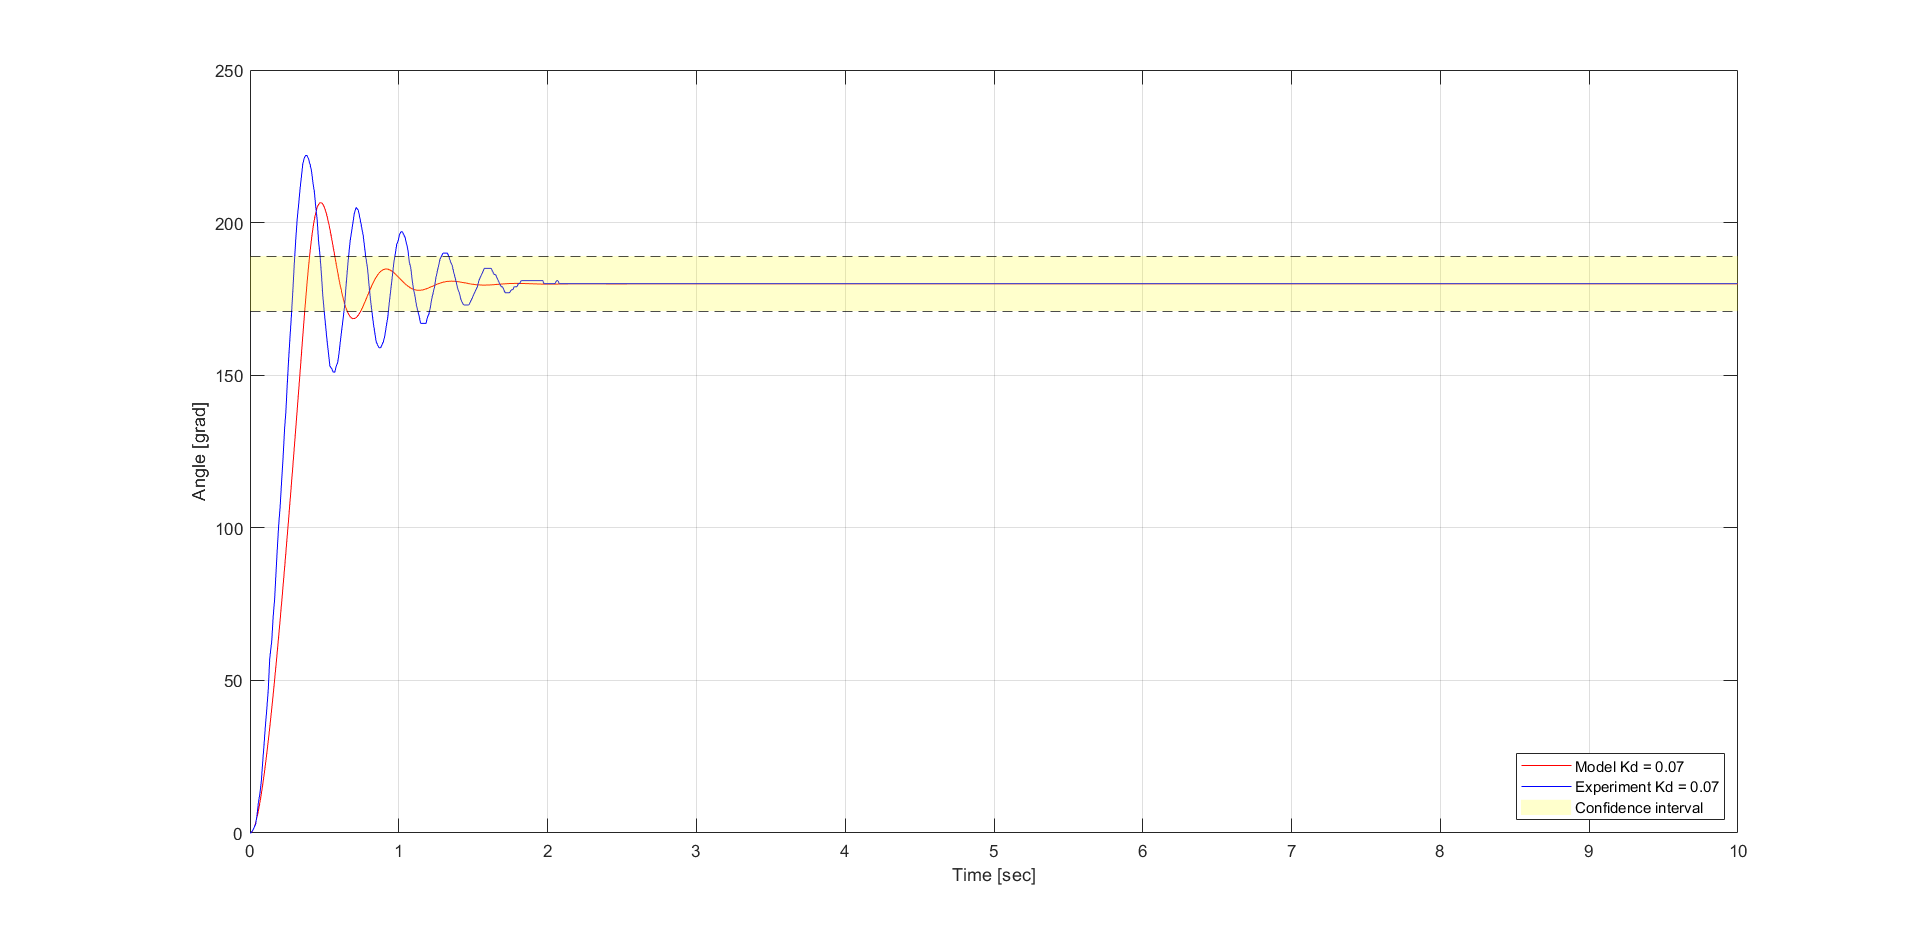 250
200
150
100
50
0
Angle [grad]
0 1 2 3 4 5 6 7 8 9 10
Time [sec]
Model Kd = 0.07
Experiment Kd = 0.07
Confidence interval